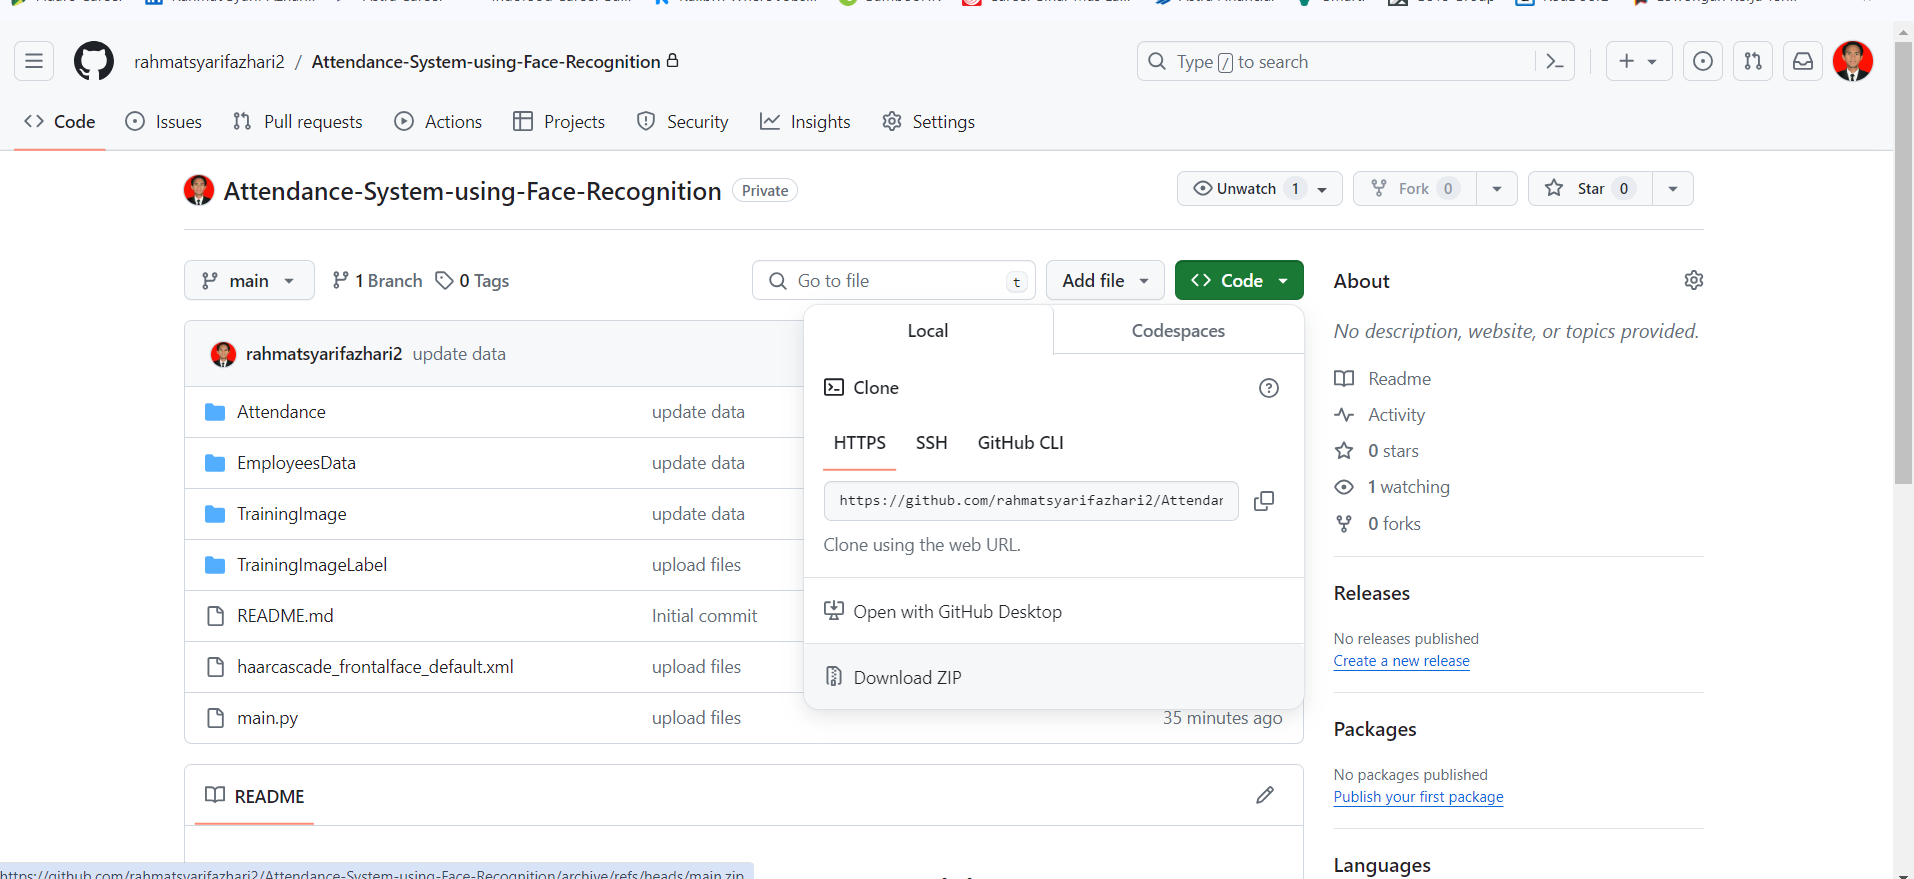 rahmatsyarifazhari2 / Attendance-System-using-Face-Recognition
Type / to search
Code
Issues
Pull requests
Actions
Projects
Security
Insights
Settings
Attendance-System-using-Face-Recognition Private
Unwatch 1
Fork 0
Star 0
main
1 Branch
0 Tags
Go to file t
Add file
Code
Local
Codespaces
Clone
HTTPS
SSH
GitHub CLI
https://github.com/rahmatsyarifazhari2/Attendar
Clone using the web URL.
Open with GitHub Desktop
Download ZIP
rahmatsyarifazhari2 update data
Attendance update data
EmployeesData update data
TrainingImage update data
TrainingImageLabel upload files
README.md Initial commit
haarcascade_frontalface_default.xml upload files
main.py upload files 35 minutes ago
README
About
No description, website, or topics provided.
Readme
Activity
0 stars
1 watching
0 forks
Releases
No releases published
Create a new release
Packages
No packages published
Publish your first package
Languages
https://github.com/rahmatsyarifazhari2/Attendance-System-using-Face-Recognition/archive/refs/heads/main.zip